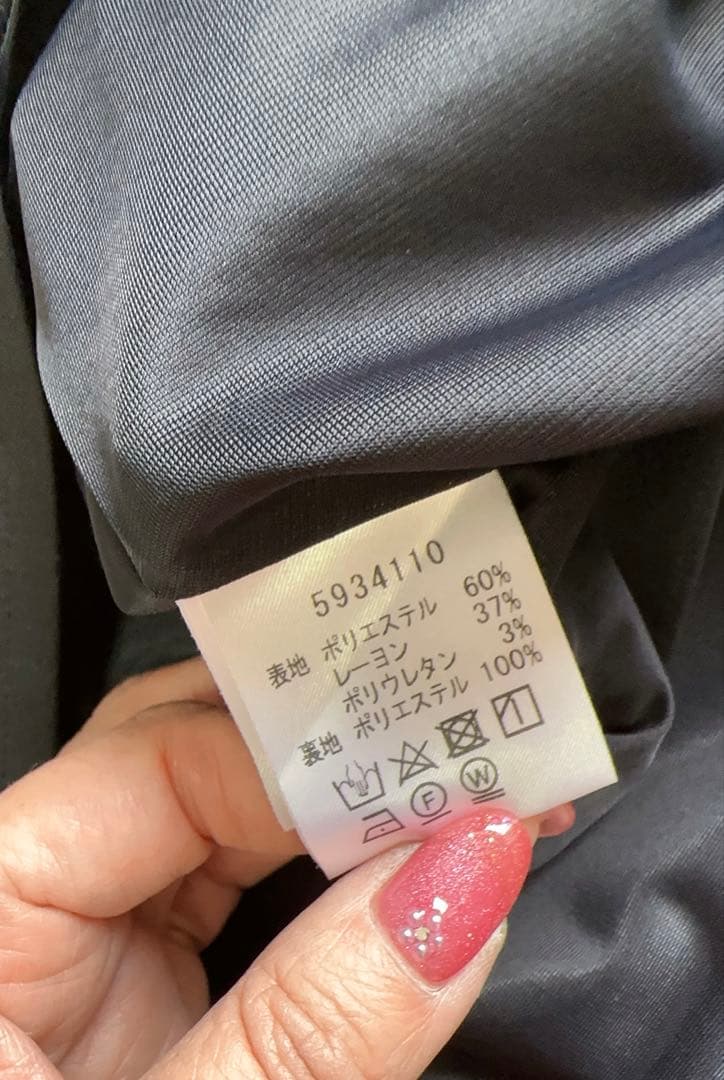 5934110
表地 ポリエステル 60%
レーヨン 37%
ポリウレタン 3%
裏地 ポリエステル 100%
F W